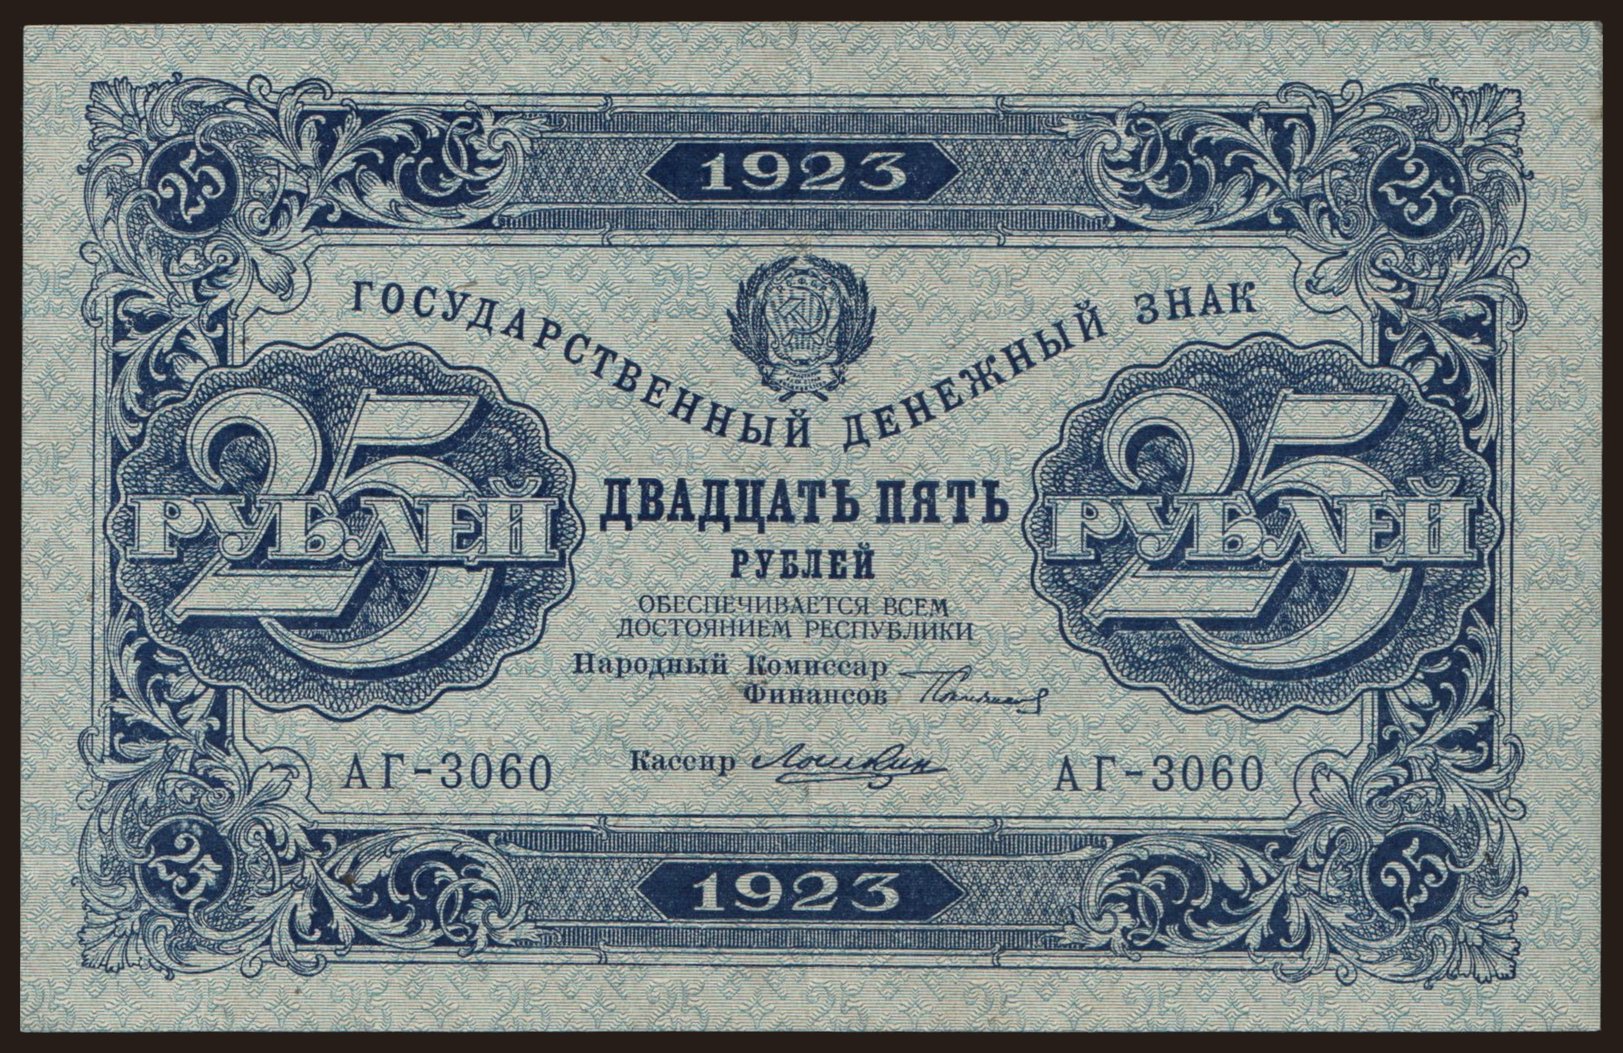 25 1923 25
ГОСУДАРСТВЕННЫЙ ДЕНЕЖНЫЙ ЗНАК
25 РУБЛЕЙ
ДВАДЦАТЬ ПЯТЬ
РУБЛЕЙ
25 РУБЛЕЙ
ОБЕСПЕЧИВАЕТСЯ ВСЕМ
ДОСТОЯНИЕМ РЕСПУБЛИКИ
Народный Комиссар
Финансов
АГ-3060 Кассир АГ-3060
25 1923 25